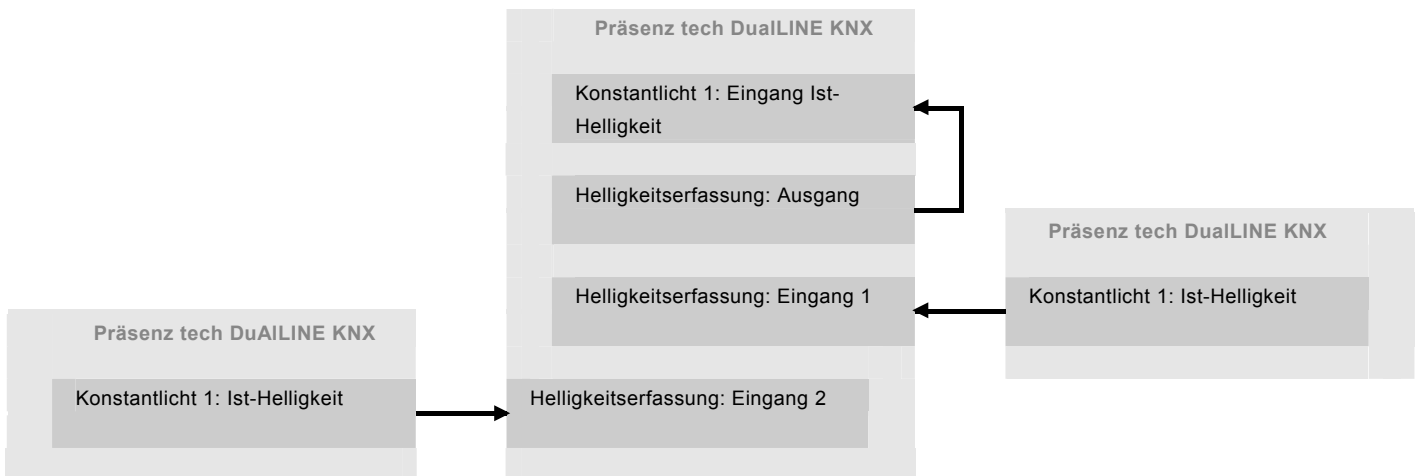 Präsenz tech DualLINE KNX
Konstantlicht 1: Eingang Ist-
Helligkeit
Helligkeitserfassung: Ausgang
Präsenz tech DualLINE KNX
Helligkeitserfassung: Eingang 1
Konstantlicht 1: Ist-Helligkeit
Präsenz tech DuAlLINE KNX
Konstantlicht 1: Ist-Helligkeit
Helligkeitserfassung: Eingang 2